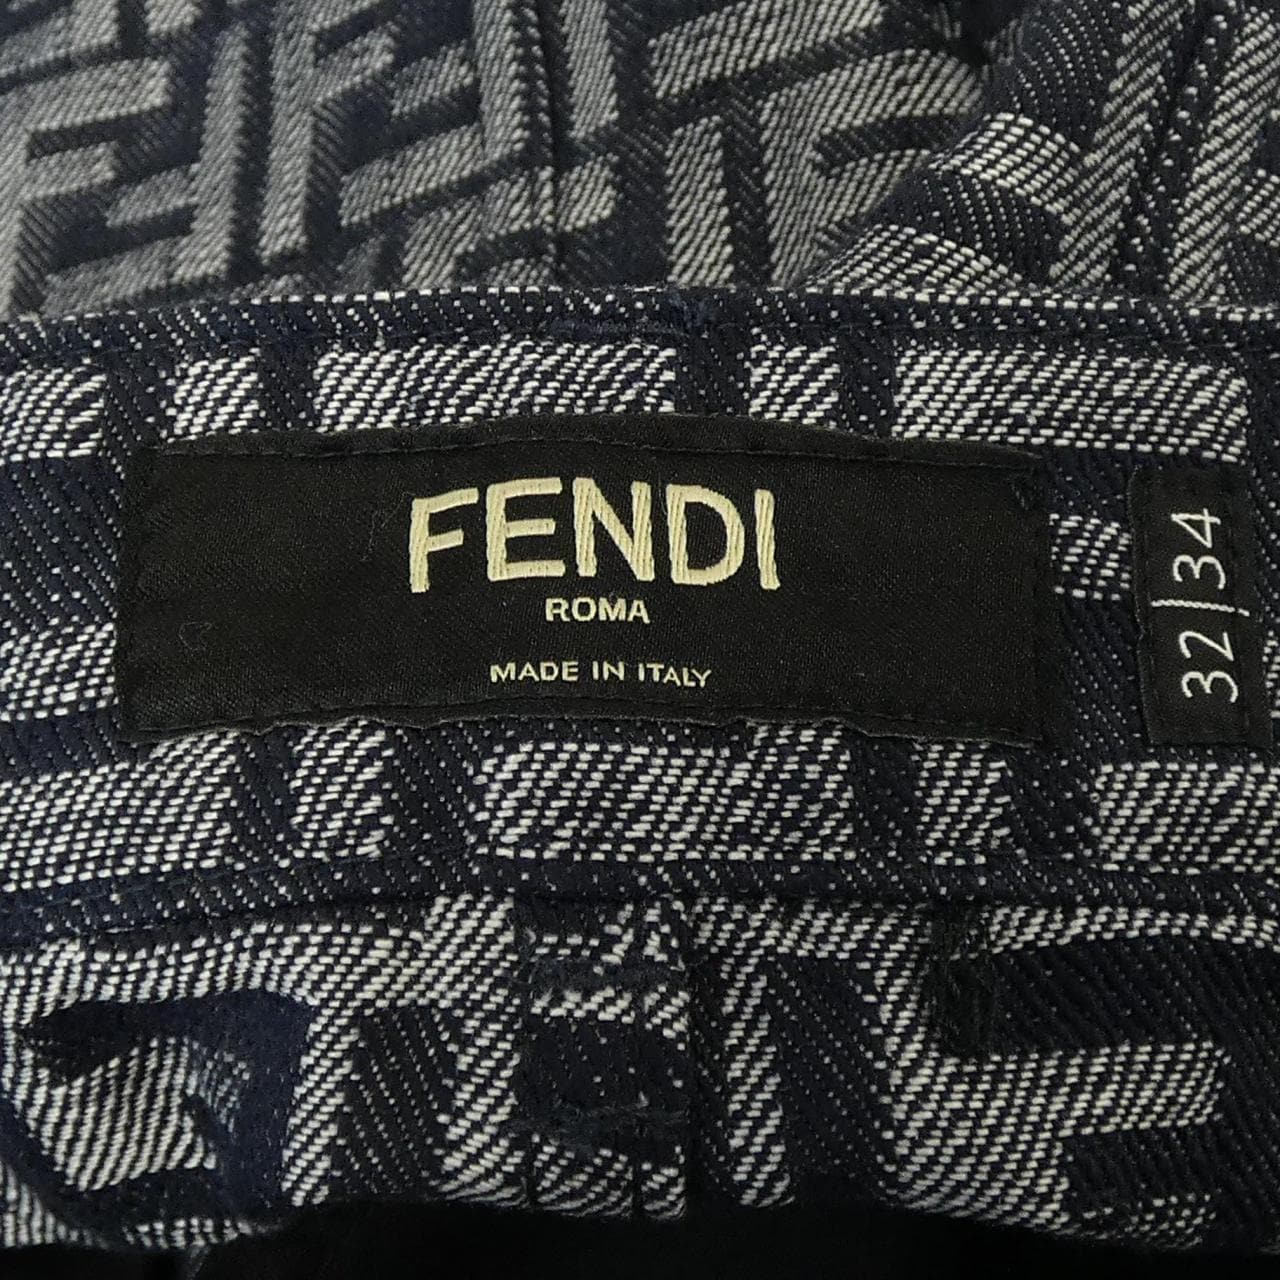 FENDI
ROMA
MADE IN ITALY
32|34